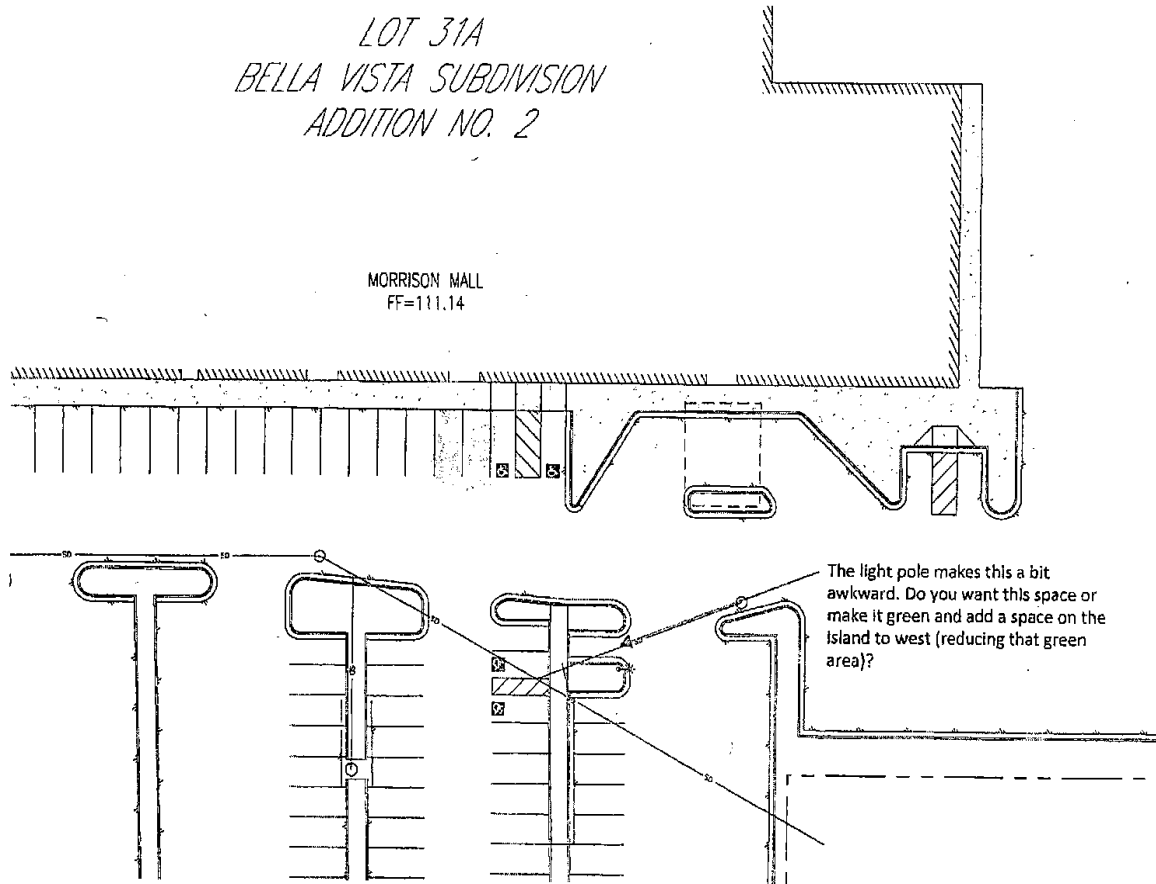 LOT 31A
BELLA VISTA SUBDIVISION
ADDITION NO. 2
MORRISON MALL
FF=111.14
SD
SD
The light pole makes this a bit
awkward. Do you want this space or
make it green and add a space on the
island to west (reducing that green
area)?
SD
SD
SD